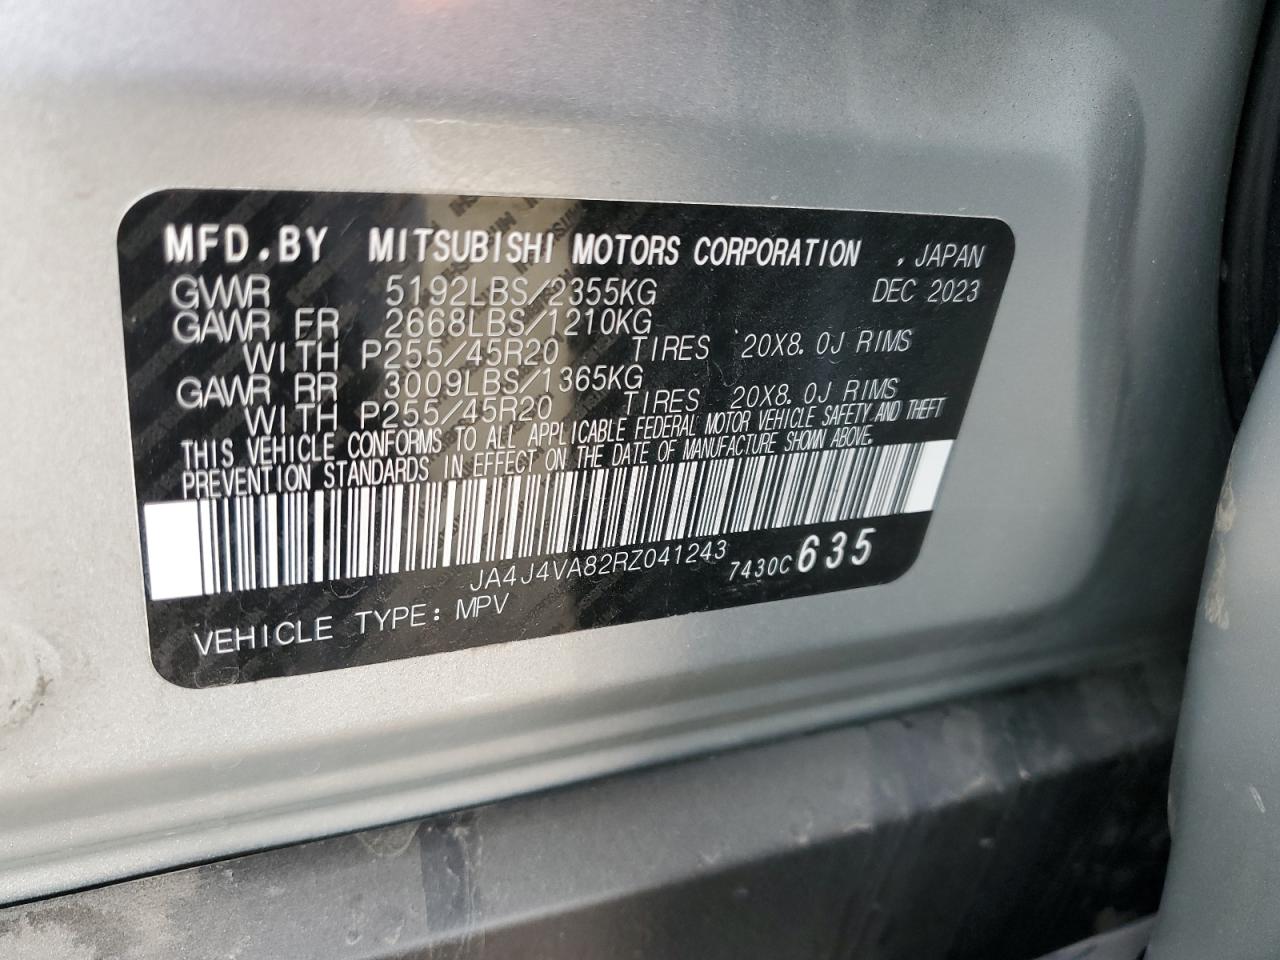 MFD.BY MITSUBISHI MOTORS CORPORATION , JAPAN
GVWR 5192LBS/2355KG DEC 2023
GAWR FR 2668LBS/1210KG
WITH P255/45R20 TIRES 20X8.0J RIMS
GAWR RR 3009LBS/1365KG
WITH P255/45R20 TIRES 20X8.0J RIMS
THIS VEHICLE CONFORMS TO ALL APPLICABLE FEDERAL MOTOR VEHICLE SAFETY AND THEFT
PREVENTION STANDARDS IN EFFECT ON THE DATE OF MANUFACTURE SHOWN ABOVE.
JA4J4VA82RZ041243 7430C 635
VEHICLE TYPE: MPV